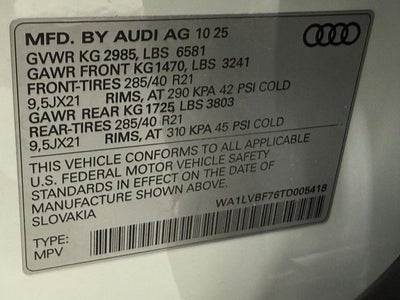 MFD. BY AUDI AG 10 25
GVWR KG 2985, LBS 6581
GAWR FRONT KG1470, LBS 3241
FRONT-TIRES 285/40 R21
9,5JX21 RIMS, AT 290 KPA 42 PSI COLD
GAWR REAR KG 1725, LBS 3803
REAR-TIRES 285/40 R21
9,5JX21 RIMS, AT 310 KPA 45 PSI COLD
THIS VEHICLE CONFORMS TO ALL APPLICABLE
U.S. FEDERAL MOTOR VEHICLE SAFETY
STANDARDS IN EFFECT ON THE DATE OF
MANUFACTURE SHOWN ABOVE.
SLOVAKIA
WA1LVBF76TD005418
TYPE:
MPV